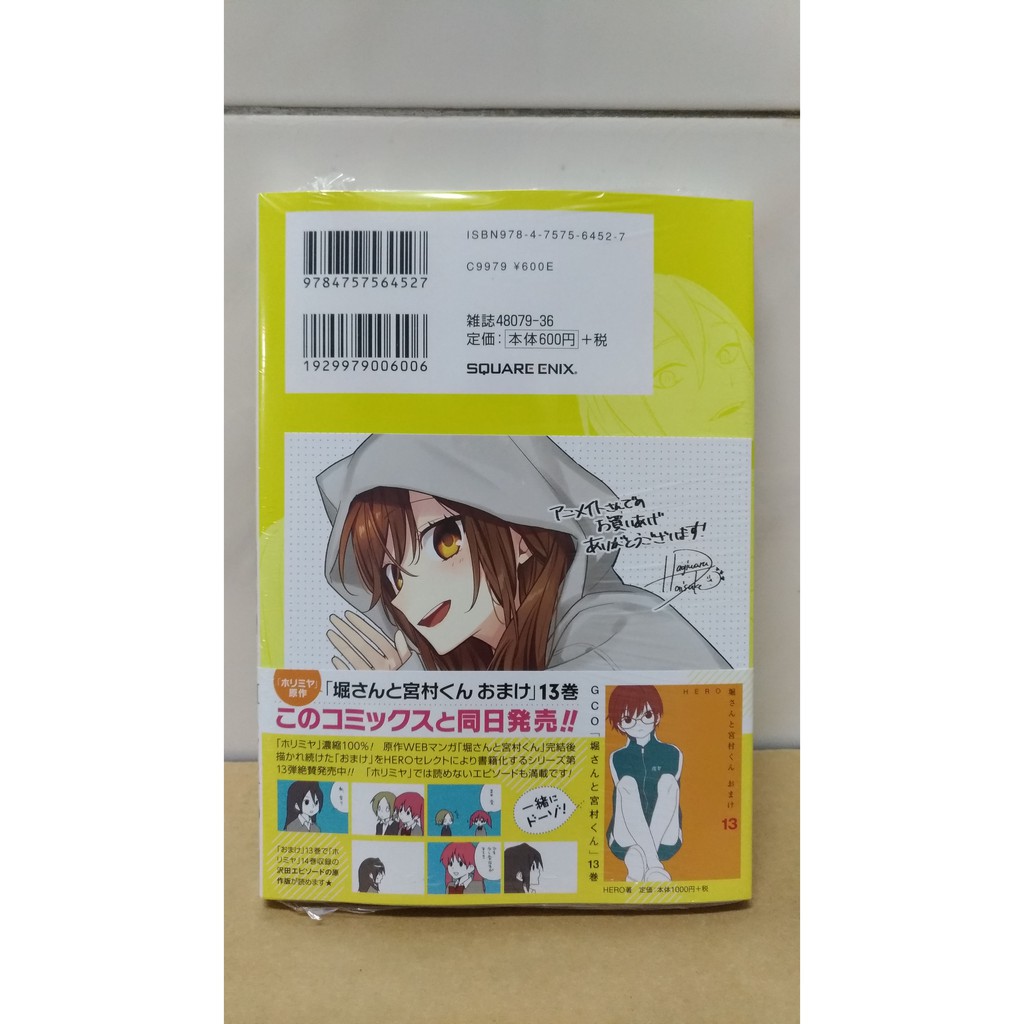 ISBN978-4-7575-6452-7
C9979 ¥600E
9784757564527
雑誌48079-36
定価:本体600円+税
1929979006006
SQUARE ENIX®
アニメイトさんでの
お買いあげ
ありがとうございます!
「ホリミヤ」
原作
「堀さんと宮村くん おまけ」13巻
このコミックスと同日発売!!
「ホリミヤ」濃縮100%! 原作WEBマンガ「堀さんと宮村くん」完結後
描かれ続けた「おまけ」をHEROセレクトにより書籍化するシリーズ第
13弾絶賛発売中!! 「ホリミヤ」では読めないエピソードも満載です!
一緒に
ドーゾ!
「おまけ」13巻で「ホ
リミヤ」14巻収録の
沢田エピソードの原
作版が読めます★
GCO「堀さんと宮村くん」13巻
HERO
堀さんと宮村くん おまけ
13
HERO著 定価:本体1000円+税